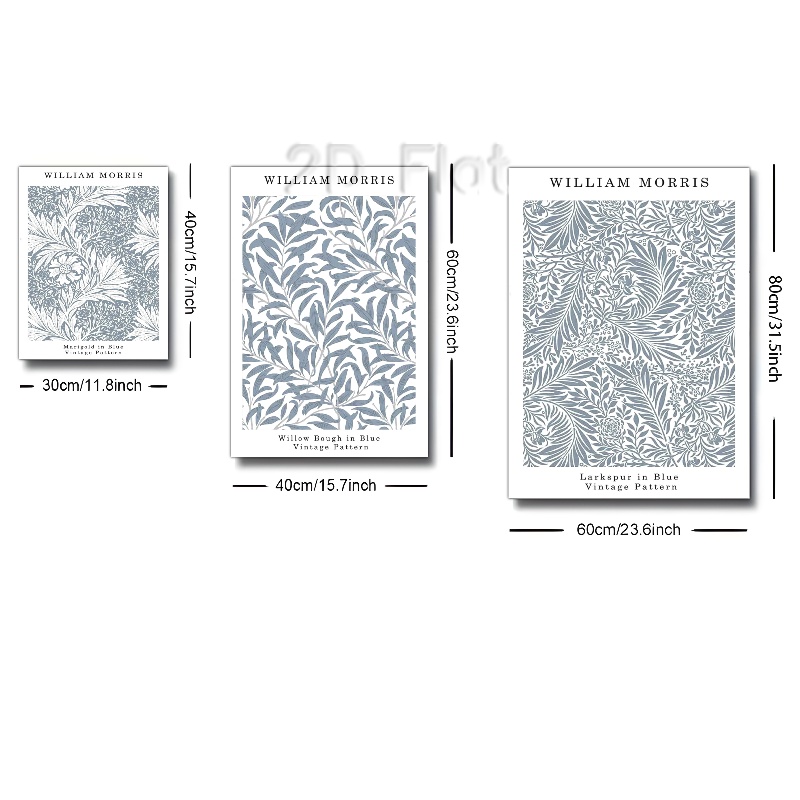 2D Flat
WILLIAM MORRIS
Marigold in Blue
Vintage Pattern
40cm/15.7inch
30cm/11.8inch
WILLIAM MORRIS
Willow Bough in Blue
Vintage Pattern
60cm/23.6inch
40cm/15.7inch
WILLIAM MORRIS
Larkspur in Blue
Vintage Pattern
80cm/31.5inch
60cm/23.6inch